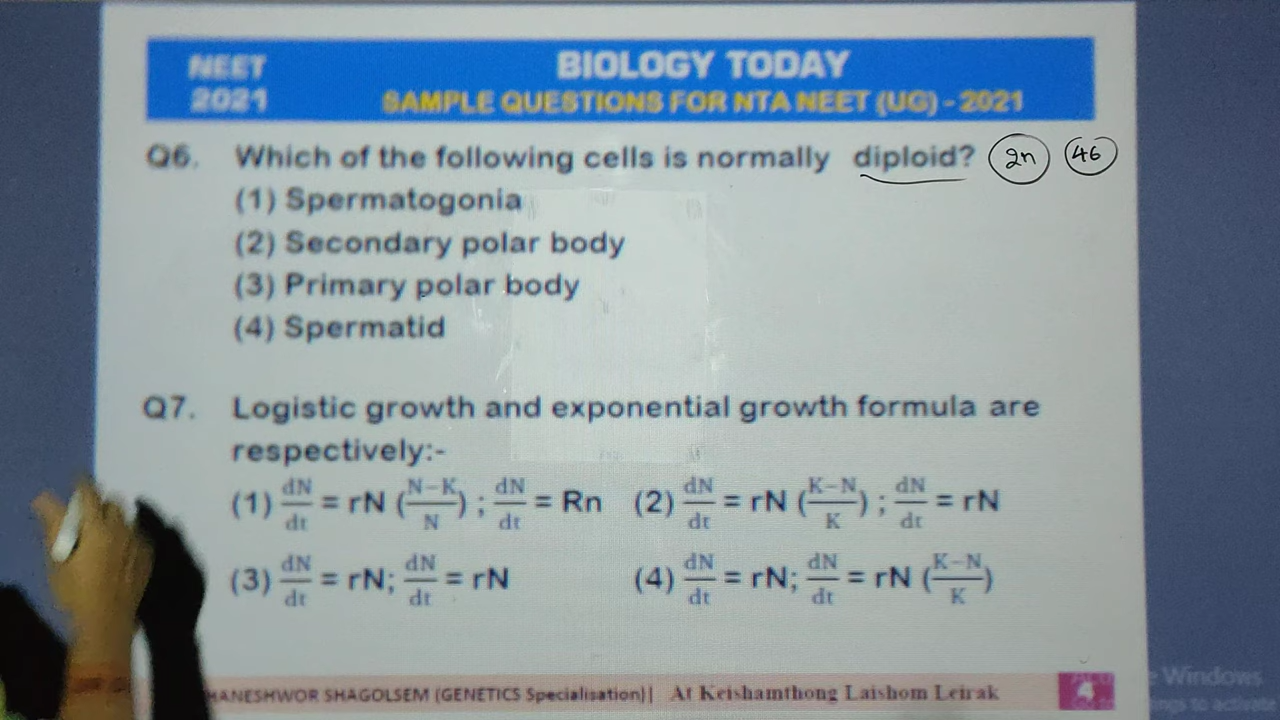 NEET
2021
BIOLOGY TODAY
SAMPLE QUESTIONS FOR NTA NEET (UG) - 2021
Q6. Which of the following cells is normally diploid? 2n 46
(1) Spermatogonia
(2) Secondary polar body
(3) Primary polar body
(4) Spermatid
Q7. Logistic growth and exponential growth formula are
respectively:-
(1) dN/dt = rN (N-K/N) ; dN/dt = Rn (2) dN/dt = rN (K-N/K) ; dN/dt = rN
(3) dN/dt = rN; dN/dt = rN (4) dN/dt = rN; dN/dt = rN (K-N/K)
HANESHWOR SHAGOLSEM (GENETICS Specialisation)|| At Keishamthong Laishom Leirak 4
Windows